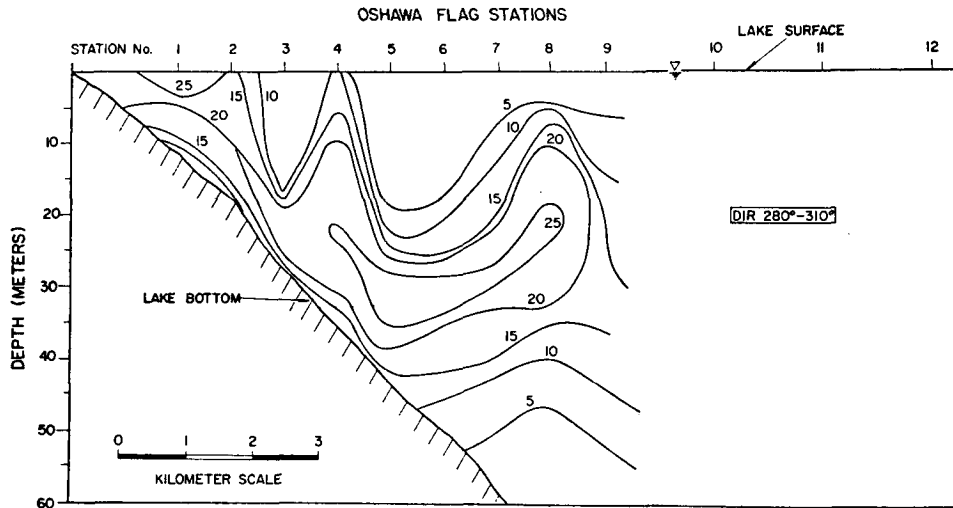 OSHAWA FLAG STATIONS
LAKE SURFACE
STATION No. 1 2 3 4 5 6 7 8 9 10 11 12
25 15 10 5
20 10
15 20
15
25
DIR 280°-310°
20
15
10
5
10
20
30
40
50
60
DEPTH (METERS)
LAKE BOTTOM
0 1 2 3
KILOMETER SCALE